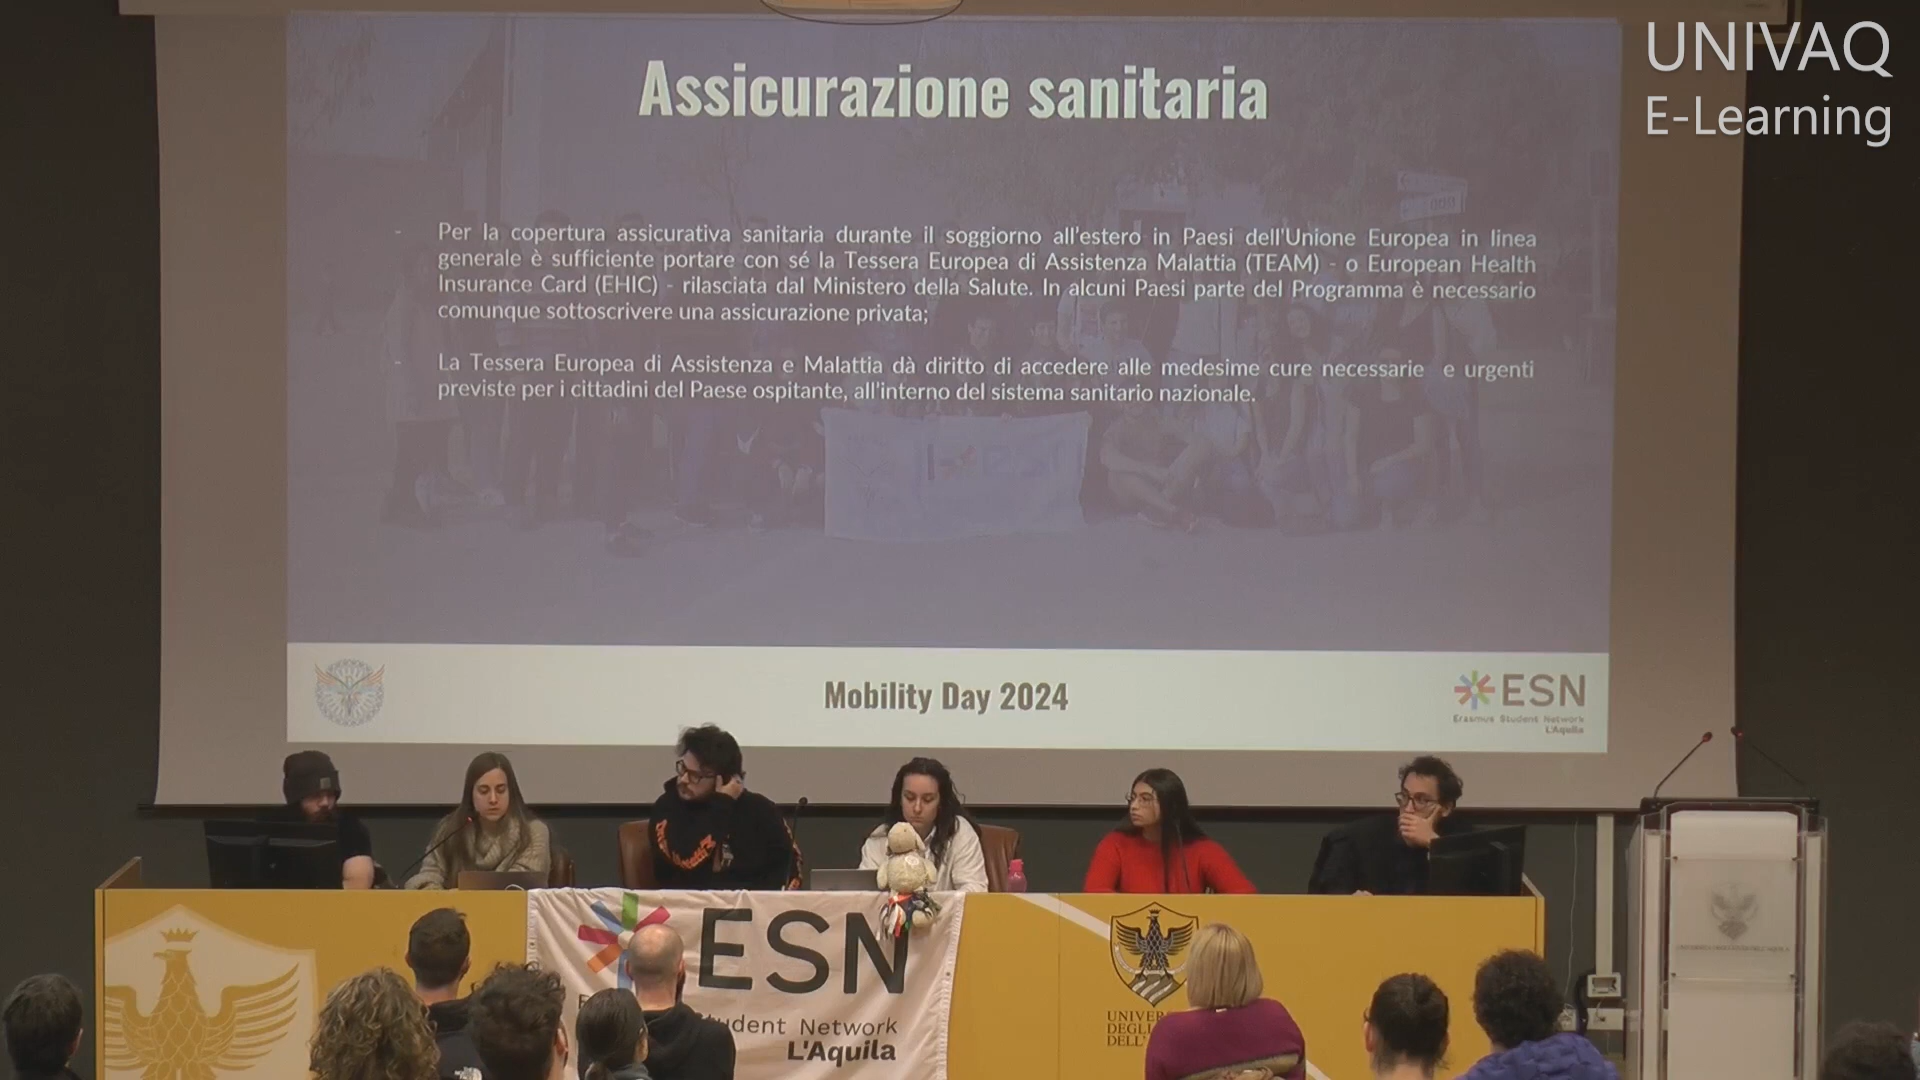 UNIVAQ
E-Learning
Assicurazione sanitaria
- Per la copertura assicurativa sanitaria durante il soggiorno all'estero in Paesi dell'Unione Europea in linea
generale è sufficiente portare con sé la Tessera Europea di Assistenza Malattia (TEAM) - o European Health
Insurance Card (EHIC) - rilasciata dal Ministero della Salute. In alcuni Paesi parte del Programma è necessario
comunque sottoscrivere una assicurazione privata;
- La Tessera Europea di Assistenza e Malattia dà diritto di accedere alle medesime cure necessarie e urgenti
previste per i cittadini del Paese ospitante, all'interno del sistema sanitario nazionale.
Mobility Day 2024
ESN
Erasmus Student Network
L'Aquila
ESN
Network
L'Aquila